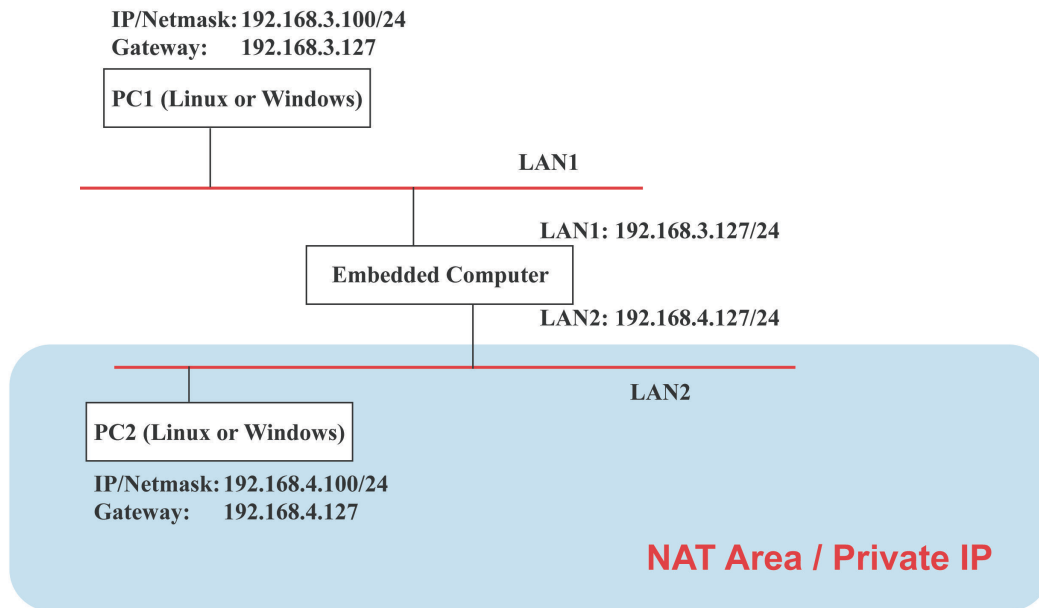 IP/Netmask: 192.168.3.100/24
Gateway: 192.168.3.127
PC1 (Linux or Windows)
LAN1
LAN1: 192.168.3.127/24
Embedded Computer
LAN2: 192.168.4.127/24
LAN2
PC2 (Linux or Windows)
IP/Netmask: 192.168.4.100/24
Gateway: 192.168.4.127
NAT Area / Private IP